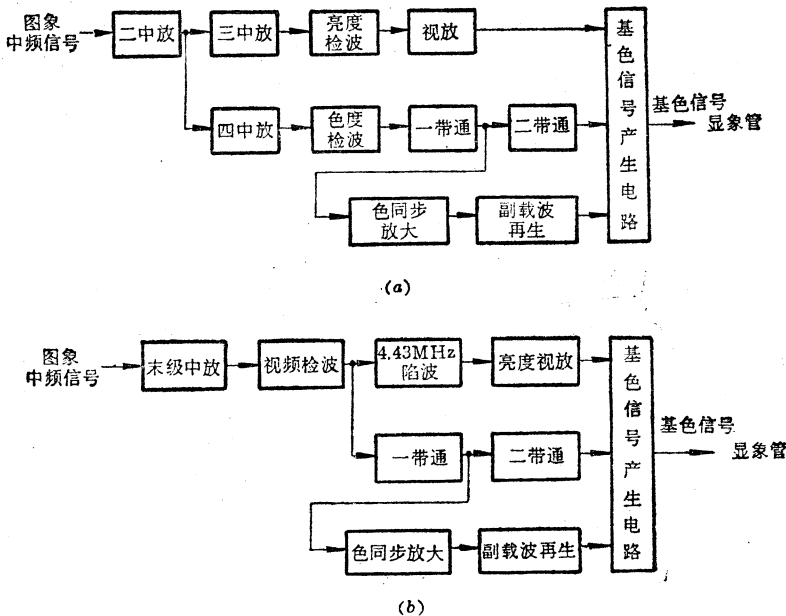 图象
中频信号
二中放
三中放
亮度
检波
视放
四中放
色度
检波
一带通
二带通
色同步
放大
副载波
再生
基色信号产生电路
基色信号
显象管
(a)
图象
中频信号
末级中放
视频检波
4.43MHz
陷波
亮度视放
一带通
二带通
色同步放大
副载波再生
基色信号产生电路
基色信号
显象管
(b)